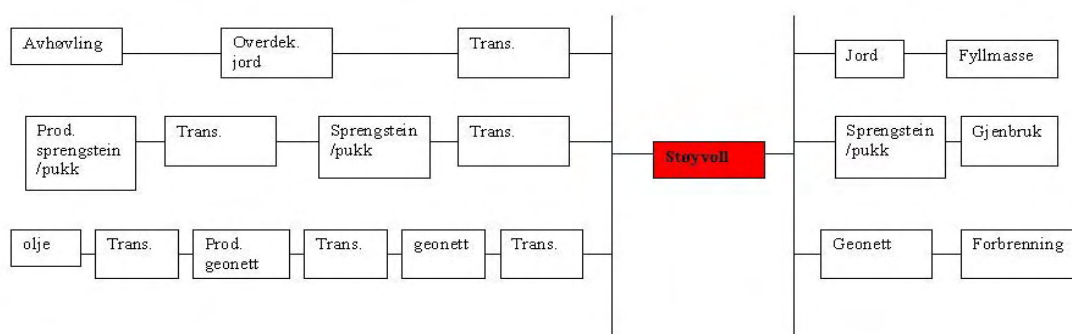 Avhøvling
Overdek.
jord
Trans.
Jord
Fyllmasse
Prod.
sprengstein
/pukk
Trans.
Sprengstein
/pukk
Trans.
Støyvoll
Sprengstein
/pukk
Gjenbruk
olje
Trans.
Prod.
geonett
Trans.
geonett
Trans.
Geonett
Forbrenning